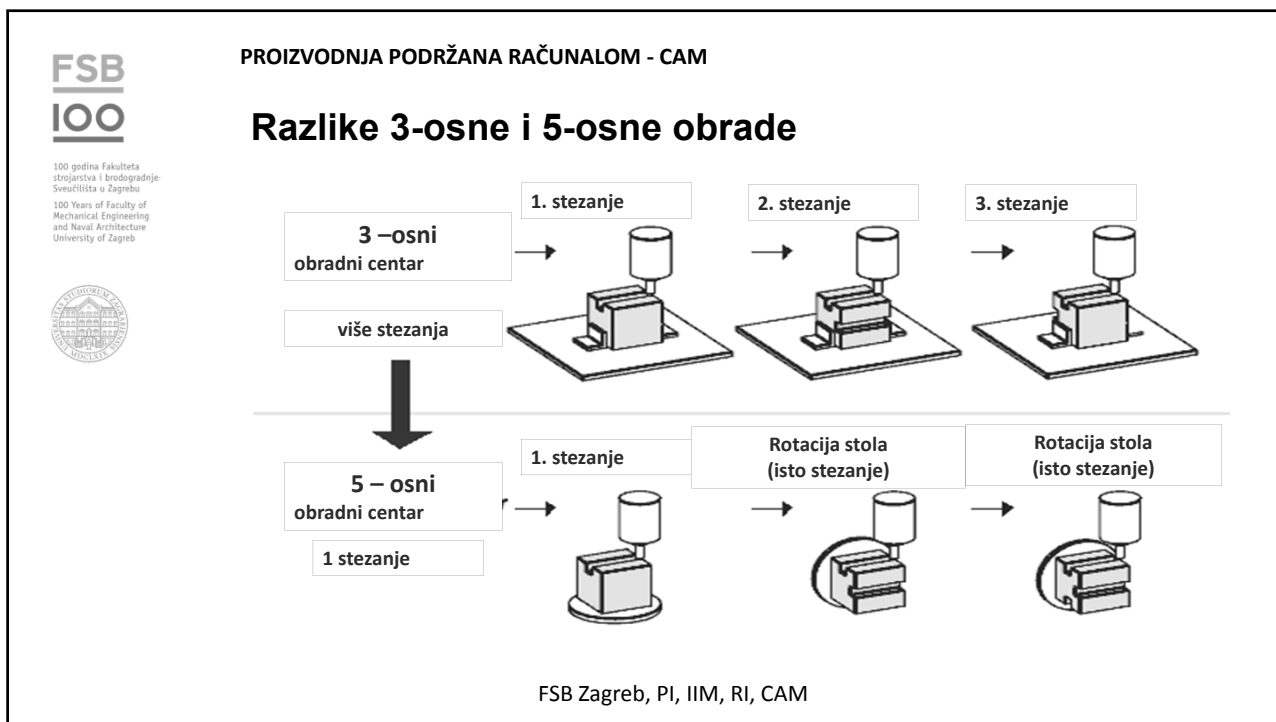 FSB
100
100 godina Fakulteta
strojarstva i brodogradnje
Sveučilišta u Zagrebu
100 Years of Faculty of
Mechanical Engineering
and Naval Architecture
University of Zagreb
PROIZVODNJA PODRŽANA RAČUNALOM - CAM
Razlike 3-osne i 5-osne obrade
3 –osni
obradni centar
više stezanja
1. stezanje
2. stezanje
3. stezanje
5 – osni
obradni centar
1 stezanje
1. stezanje
Rotacija stola
(isto stezanje)
Rotacija stola
(isto stezanje)
FSB Zagreb, PI, IIM, RI, CAM